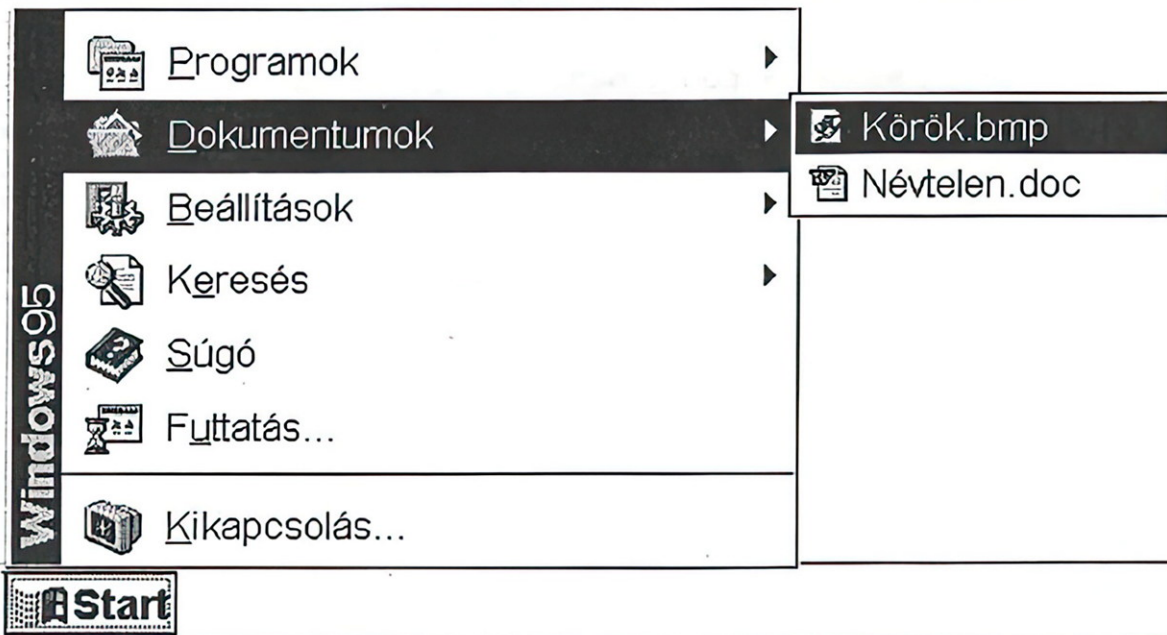 Programok
Dokumentumok
Körök.bmp
Névtelen.doc
Beállítások
Keresés
Súgó
Futtatás...
Kikapcsolás...
Windows95
Start